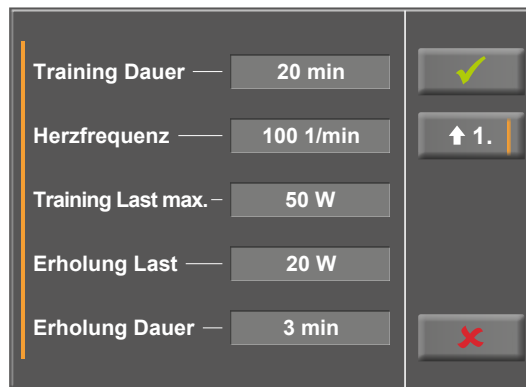 Training Dauer 20 min
Herzfrequenz 100 1/min
1.
Training Last max. 50 W
Erholung Last 20 W
Erholung Dauer 3 min